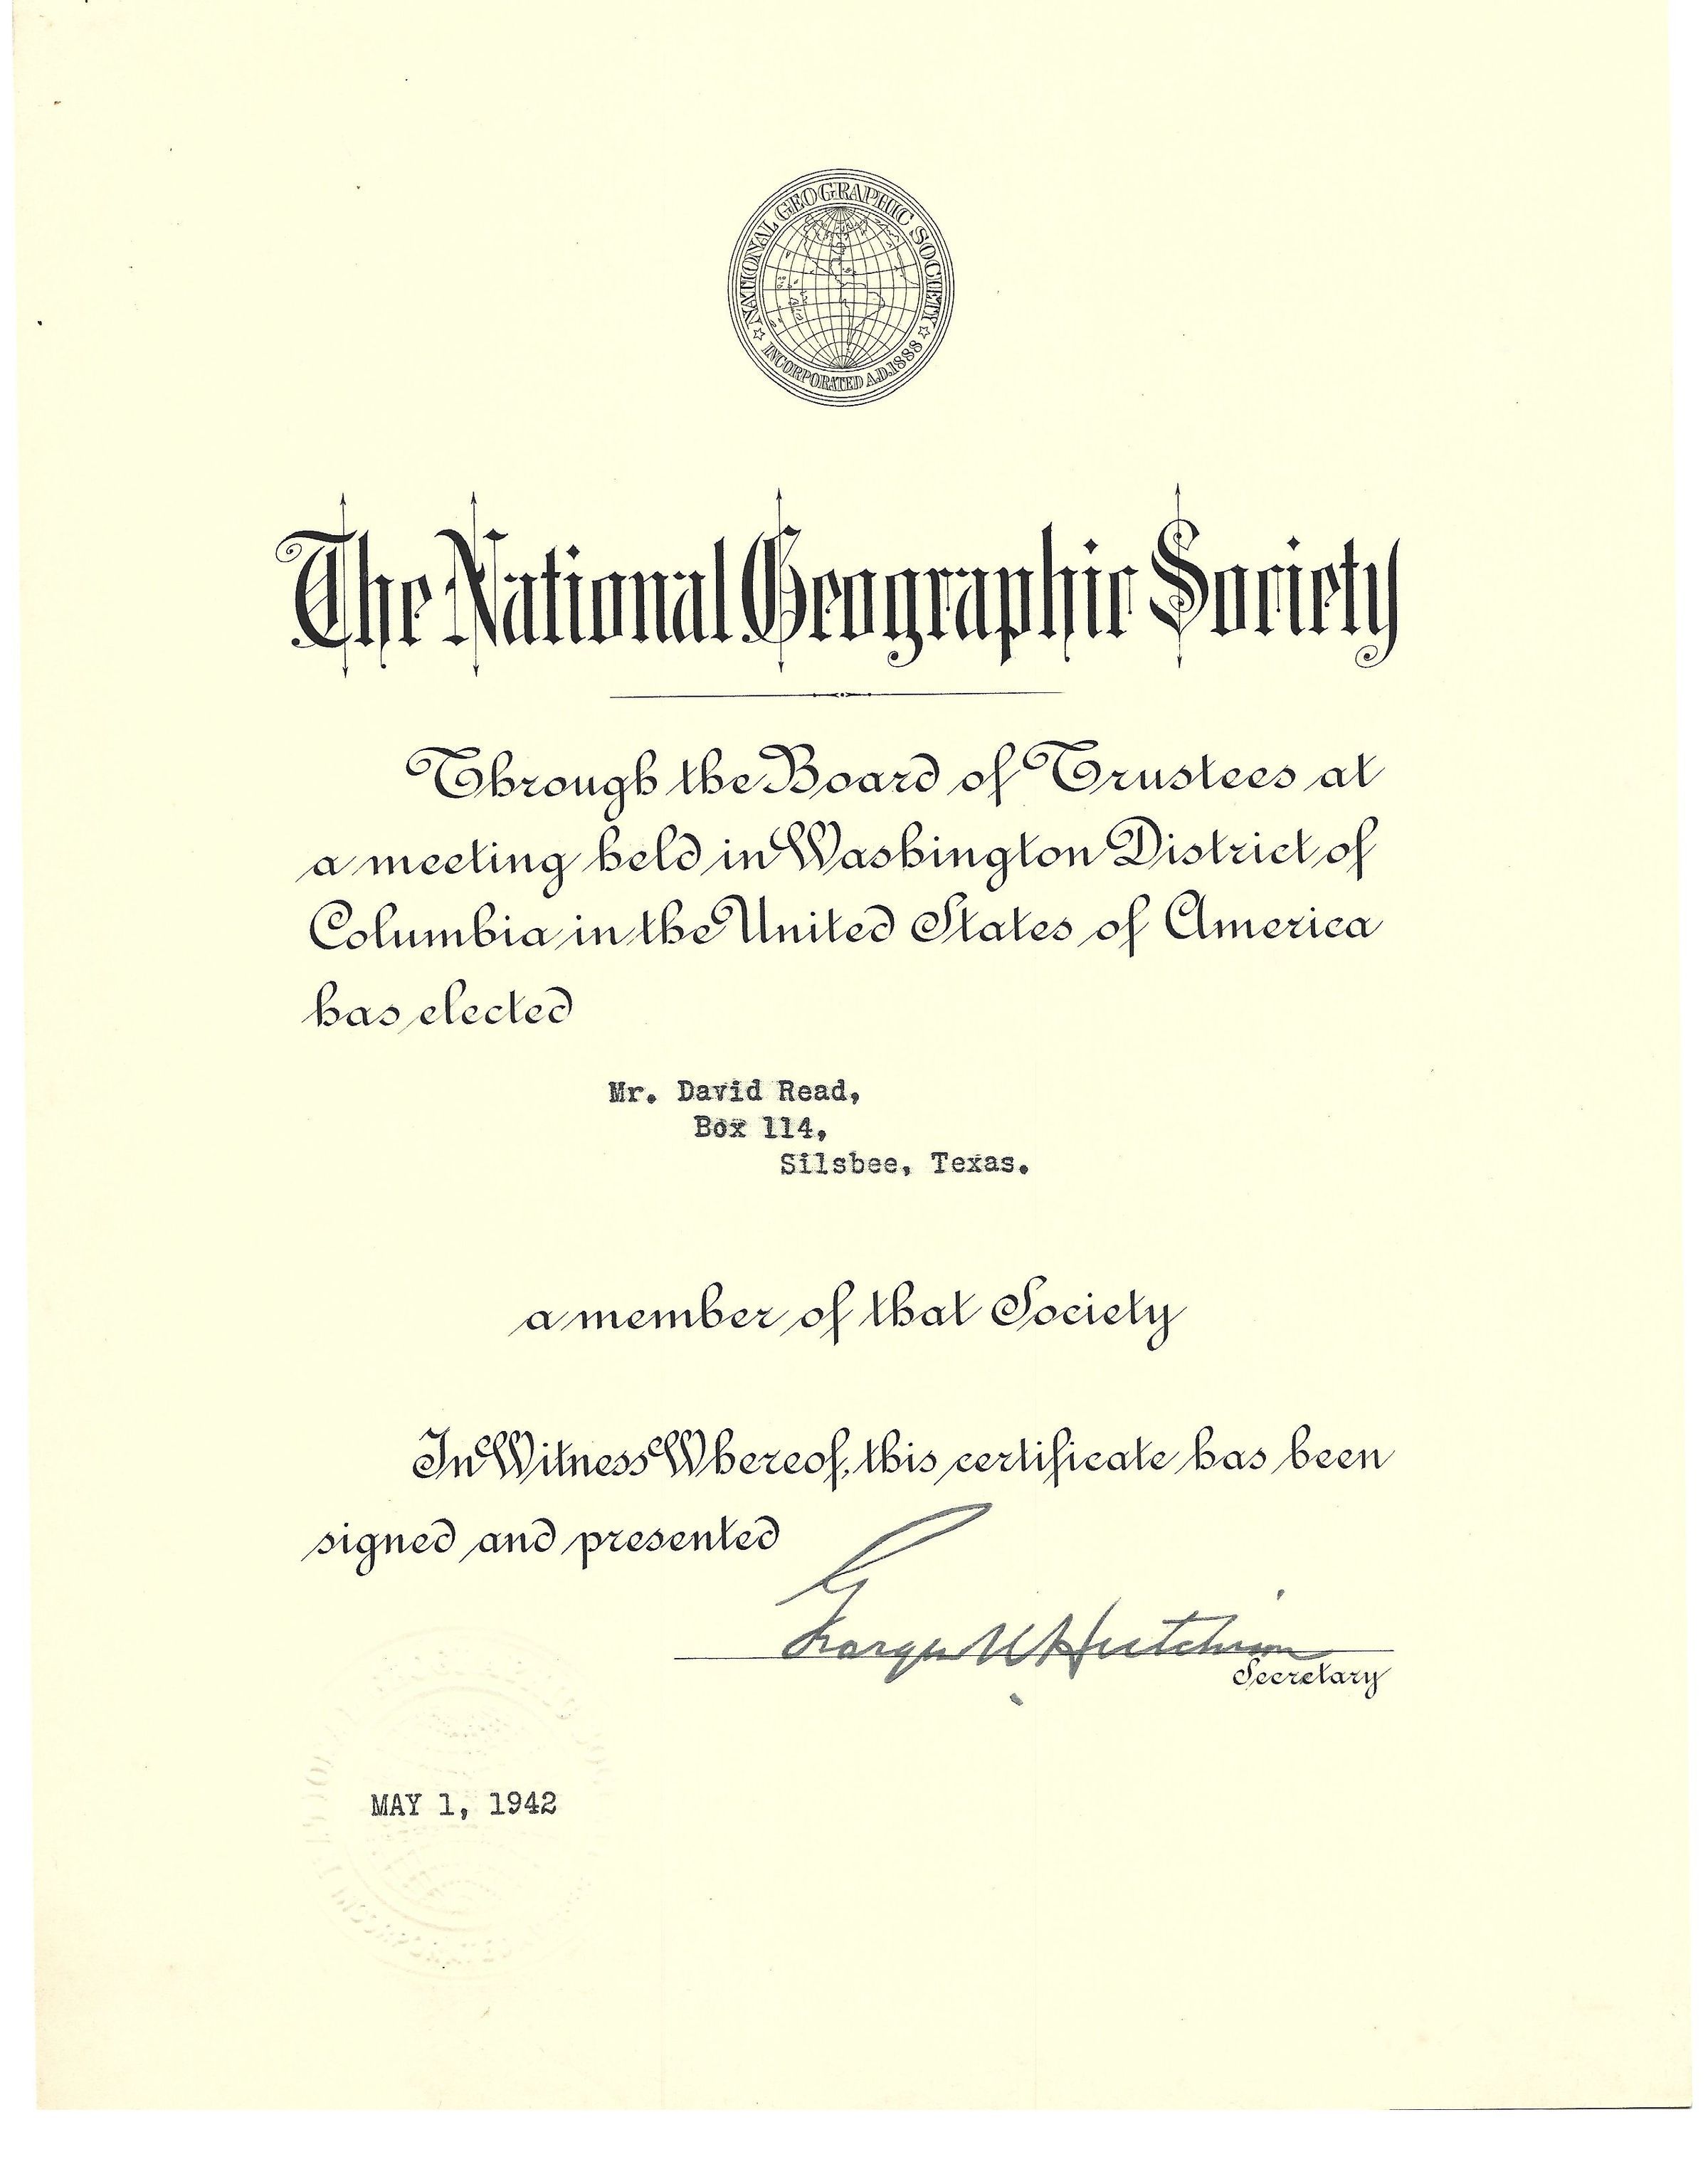 NATIONAL GEOGRAPHIC SOCIETY
INCORPORATED A.D. 1888
The National Geographic Society
Through the Board of Trustees at
a meeting held in Washington District of
Columbia in the United States of America
has elected
Mr. David Read,
Box 114,
Silsbee, Texas.
a member of that Society
In Witness Whereof, this certificate has been
signed and presented
George W Hutchison
Secretary
MAY 1, 1942